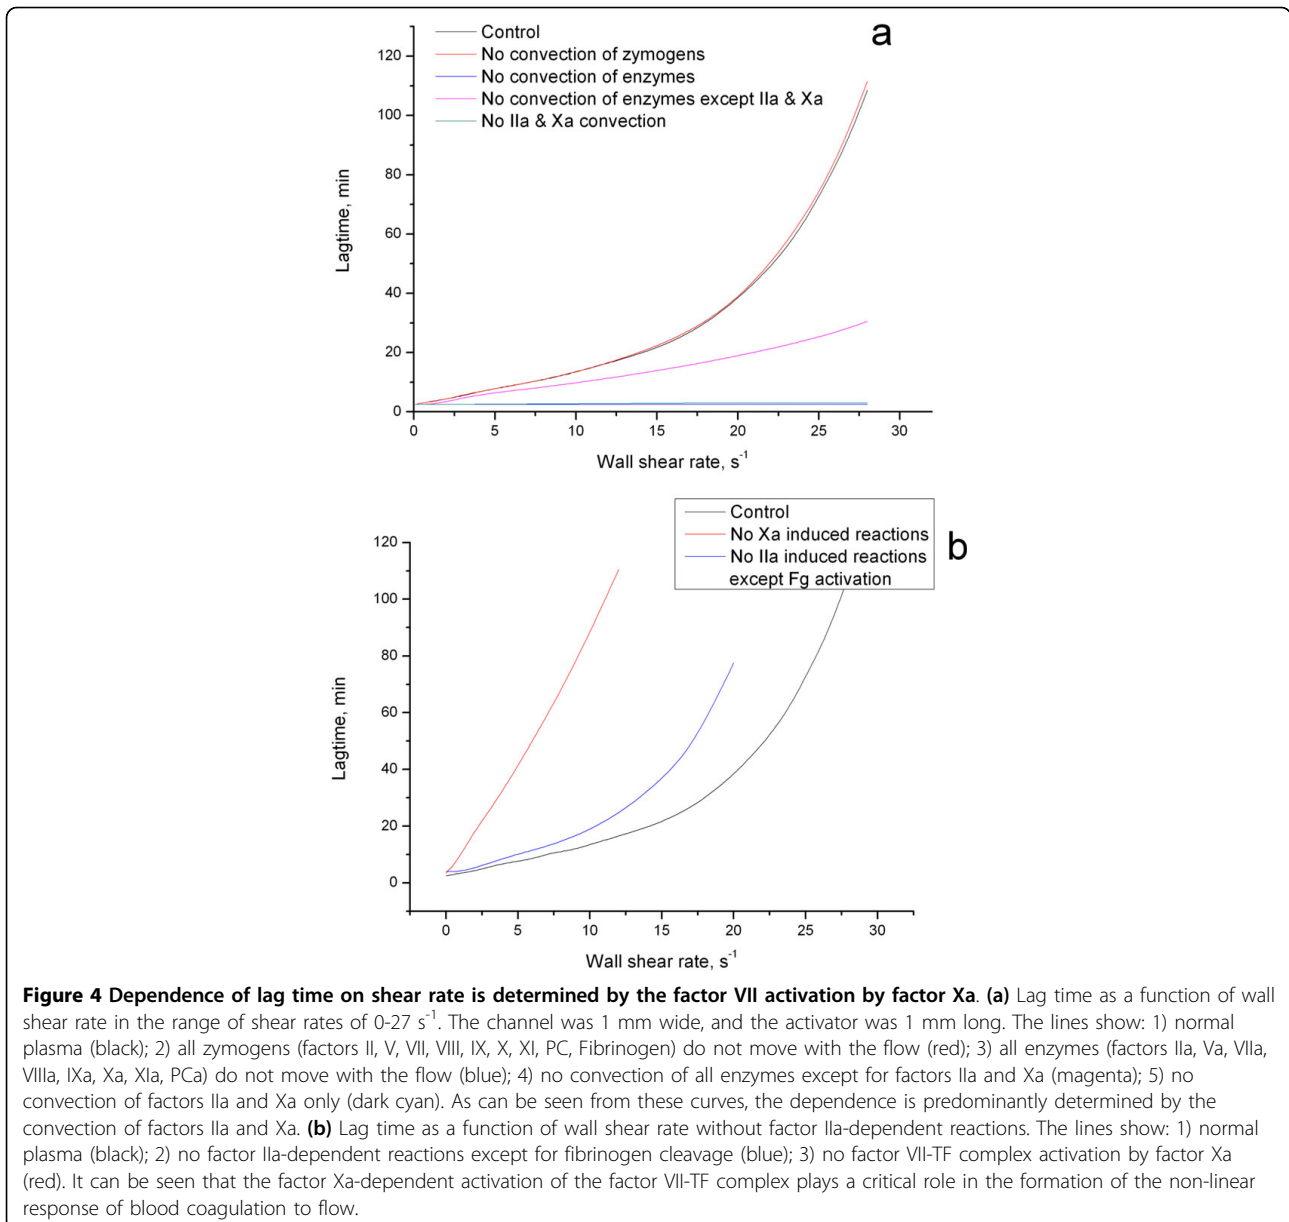 a
Control
No convection of zymogens
No convection of enzymes
No convection of enzymes except IIa & Xa
No IIa & Xa convection
120
100
80
60
40
20
0
Lagtime, min
0 5 10 15 20 25 30
Wall shear rate, s-1
b
Control
No Xa induced reactions
No IIa induced reactions
except Fg activation
120
100
80
60
40
20
0
Lagtime, min
0 5 10 15 20 25 30
Wall shear rate, s-1
Figure 4 Dependence of lag time on shear rate is determined by the factor VII activation by factor Xa. (a) Lag time as a function of wall
shear rate in the range of shear rates of 0-27 s-1. The channel was 1 mm wide, and the activator was 1 mm long. The lines show: 1) normal
plasma (black); 2) all zymogens (factors II, V, VII, VIII, IX, X, XI, PC, Fibrinogen) do not move with the flow (red); 3) all enzymes (factors IIa, Va, VIIa,
VIIIa, IXa, Xa, XIa, PCa) do not move with the flow (blue); 4) no convection of all enzymes except for factors IIa and Xa (magenta); 5) no
convection of factors IIa and Xa only (dark cyan). As can be seen from these curves, the dependence is predominantly determined by the
convection of factors IIa and Xa. (b) Lag time as a function of wall shear rate without factor IIa-dependent reactions. The lines show: 1) normal
plasma (black); 2) no factor IIa-dependent reactions except for fibrinogen cleavage (blue); 3) no factor VII-TF complex activation by factor Xa
(red). It can be seen that the factor Xa-dependent activation of the factor VII-TF complex plays a critical role in the formation of the non-linear
response of blood coagulation to flow.